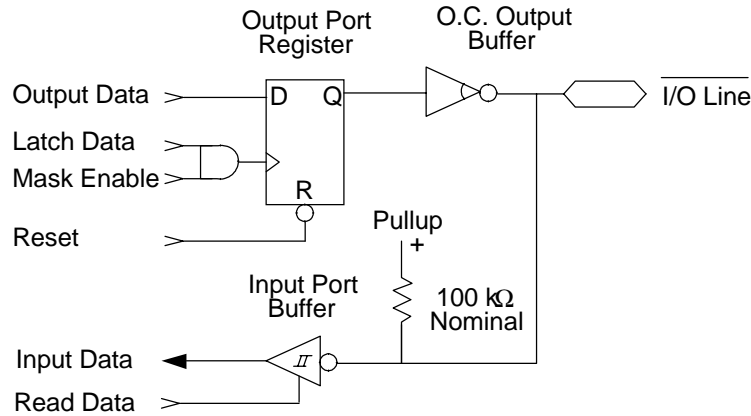 Output Port
Register
O.C. Output
Buffer
Output Data
D
Q
I/O Line
Latch Data
Mask Enable
R
Reset
Pullup
+
Input Port
Buffer
100 kΩ
Nominal
Input Data
Read Data